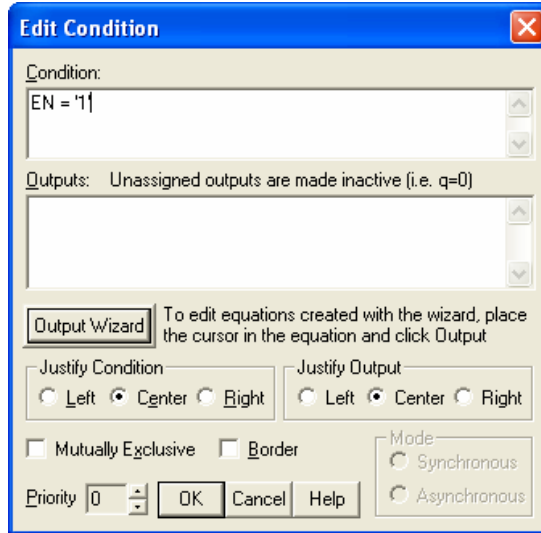 Edit Condition
Condition:
EN = '1'
Outputs: Unassigned outputs are made inactive (i.e. q=0)
Output Wizard
To edit equations created with the wizard, place
the cursor in the equation and click Output
Justify Condition
Left Center Right
Justify Output
Left Center Right
Mutually Exclusive Border
Mode
Synchronous
Asynchronous
Priority 0 OK Cancel Help